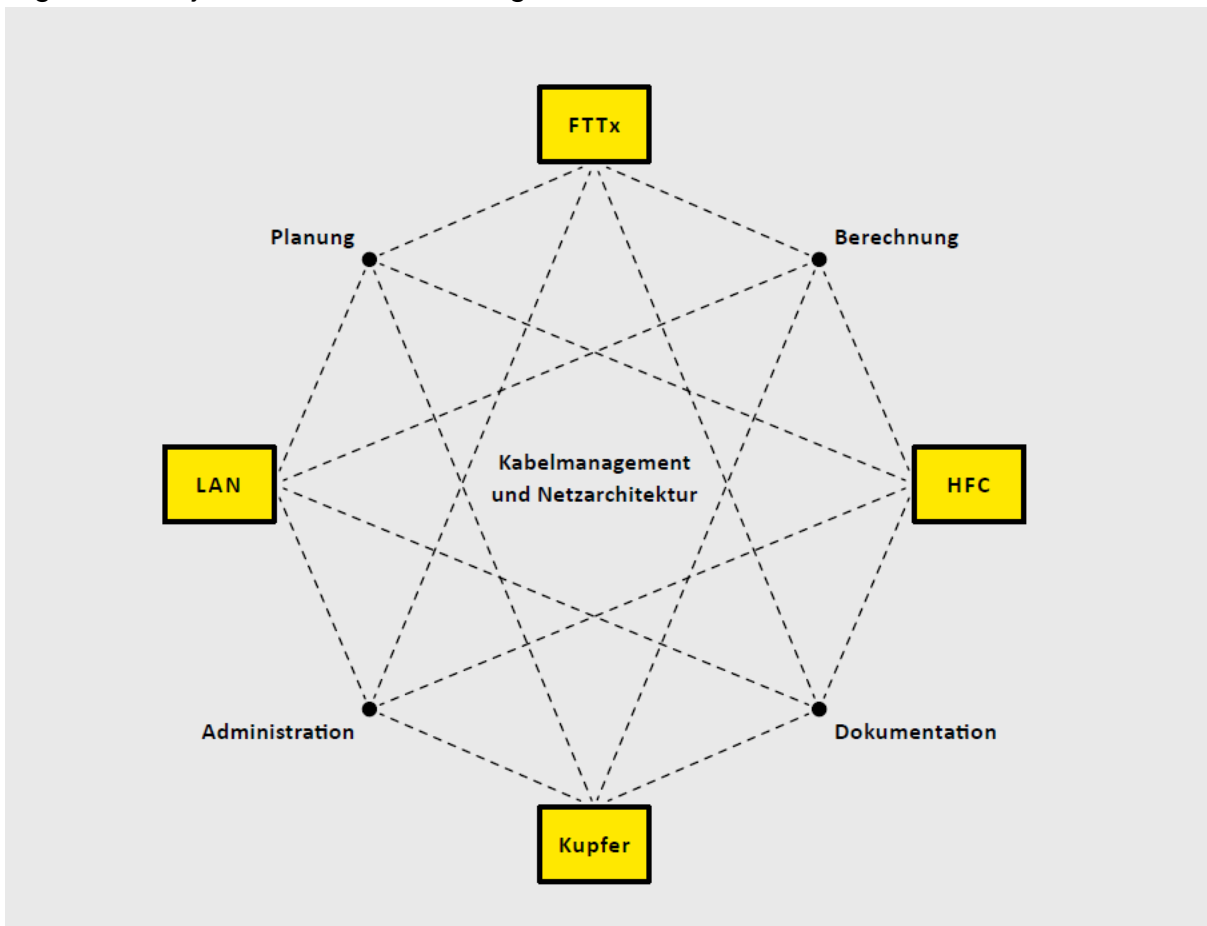 FTTx
Planung
Berechnung
LAN
Kabelmanagement
und Netzarchitektur
HFC
Administration
Dokumentation
Kupfer